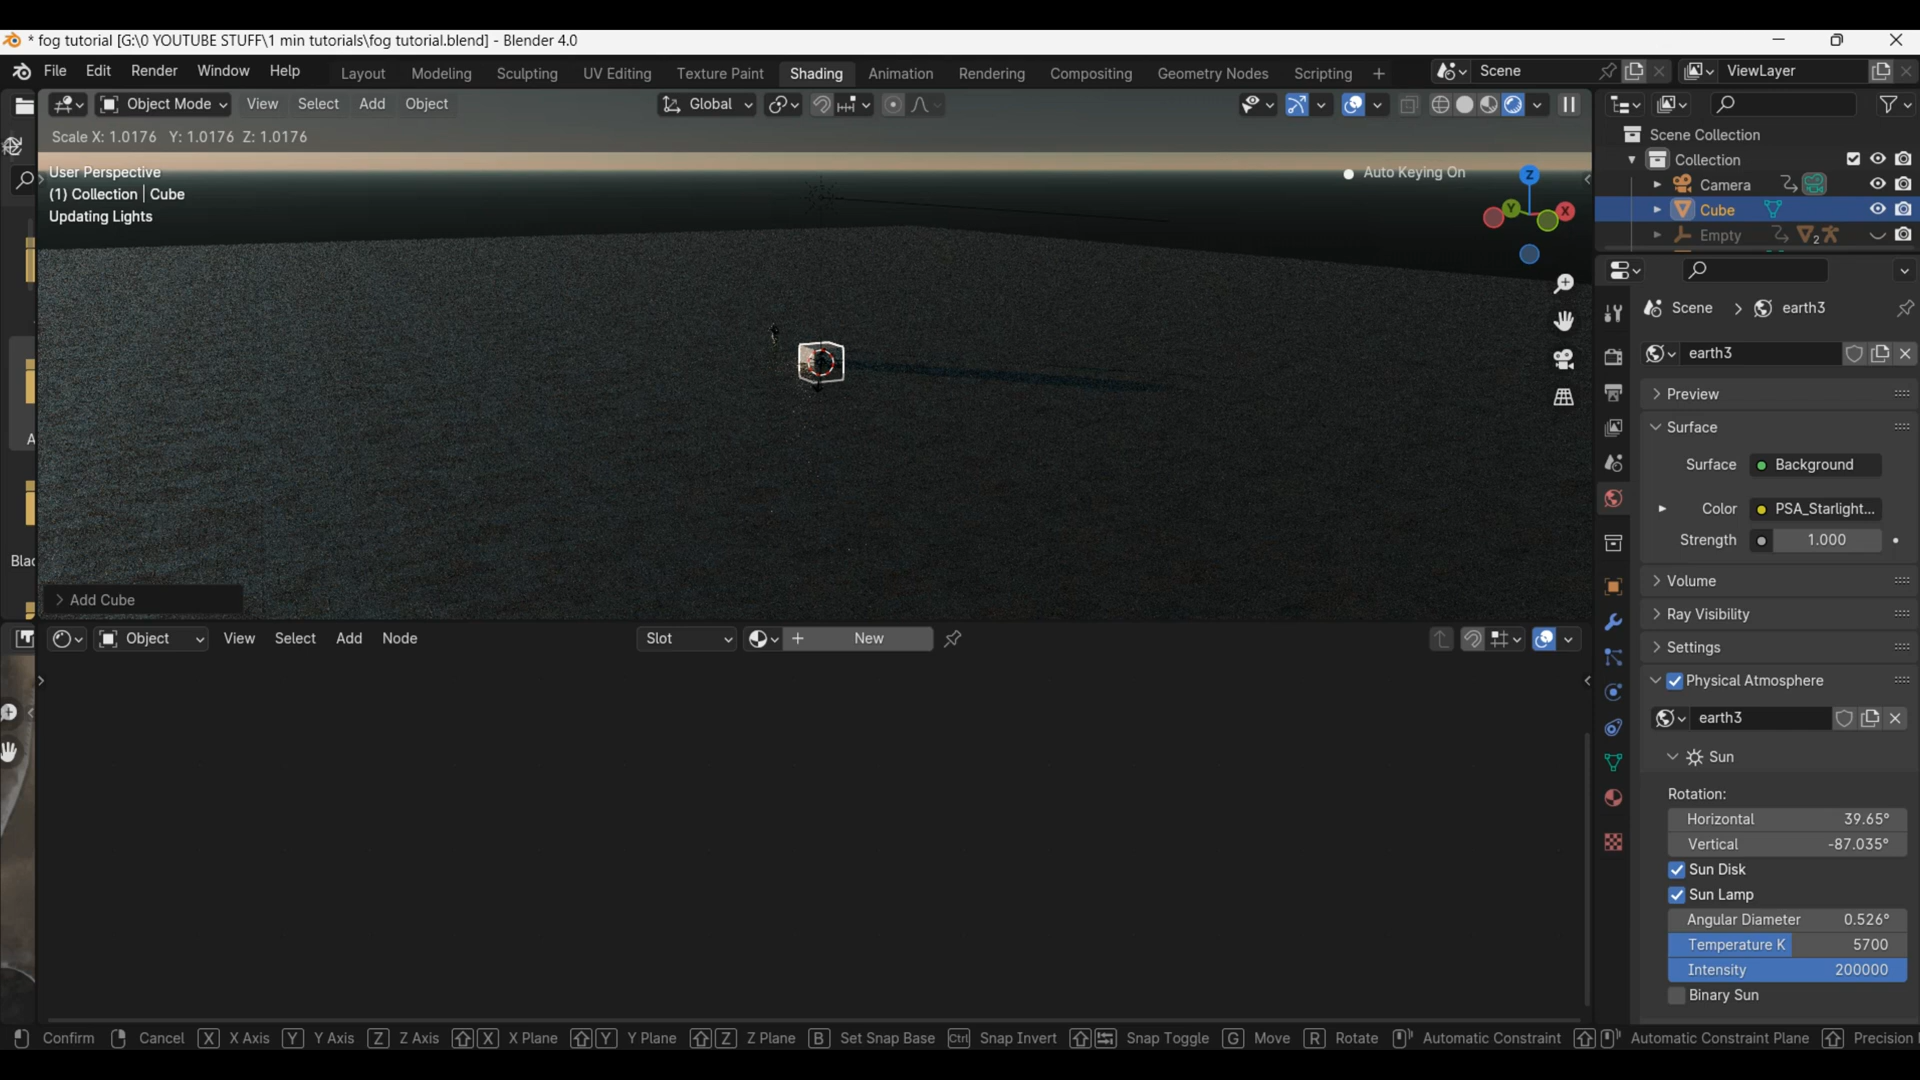 * fog tutorial [G:\0 YOUTUBE STUFF\1 min tutorials\fog tutorial.blend] - Blender 4.0
File Edit Render Window Help Layout Modeling Sculpting UV Editing Texture Paint Shading Animation Rendering Compositing Geometry Nodes Scripting + Scene ViewLayer
Object Mode View Select Add Object Global
Scale X: 1.0176 Y: 1.0176 Z: 1.0176
User Perspective
(1) Collection | Cube
Updating Lights
Auto Keying On
Z
Y
X
Scene Collection
Collection
Camera
Cube
Empty 2
Scene > earth3
earth3
Preview
Surface
Surface Background
Color PSA_Starlight...
Strength 1.000
Volume
Ray Visibility
Settings
Physical Atmosphere
earth3
Sun
Rotation:
Horizontal 39.65°
Vertical -87.035°
Sun Disk
Sun Lamp
Angular Diameter 0.526°
Temperature K 5700
Intensity 200000
Binary Sun
A
Blac
> Add Cube
Object View Select Add Node Slot + New
Confirm Cancel X X Axis Y Y Axis Z Z Axis X X Plane Y Y Plane Z Z Plane B Set Snap Base Ctrl Snap Invert Snap Toggle G Move R Rotate Automatic Constraint Automatic Constraint Plane Precision